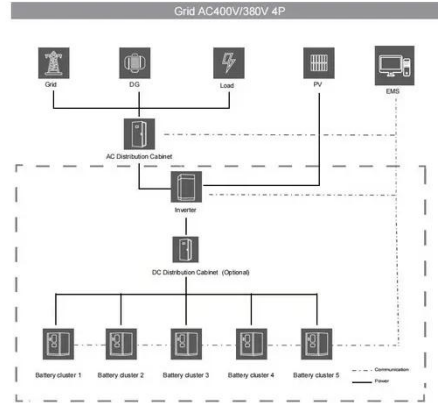 Grid AC400V/380V 4P
Grid
DG
Load
PV
EMS
AC Distribution Cabinet
Inverter
DC Distribution Cabinet (Optional)
Battery cluster 1
Battery cluster 2
Battery cluster 3
Battery cluster 4
Battery cluster 5
Communication
Power